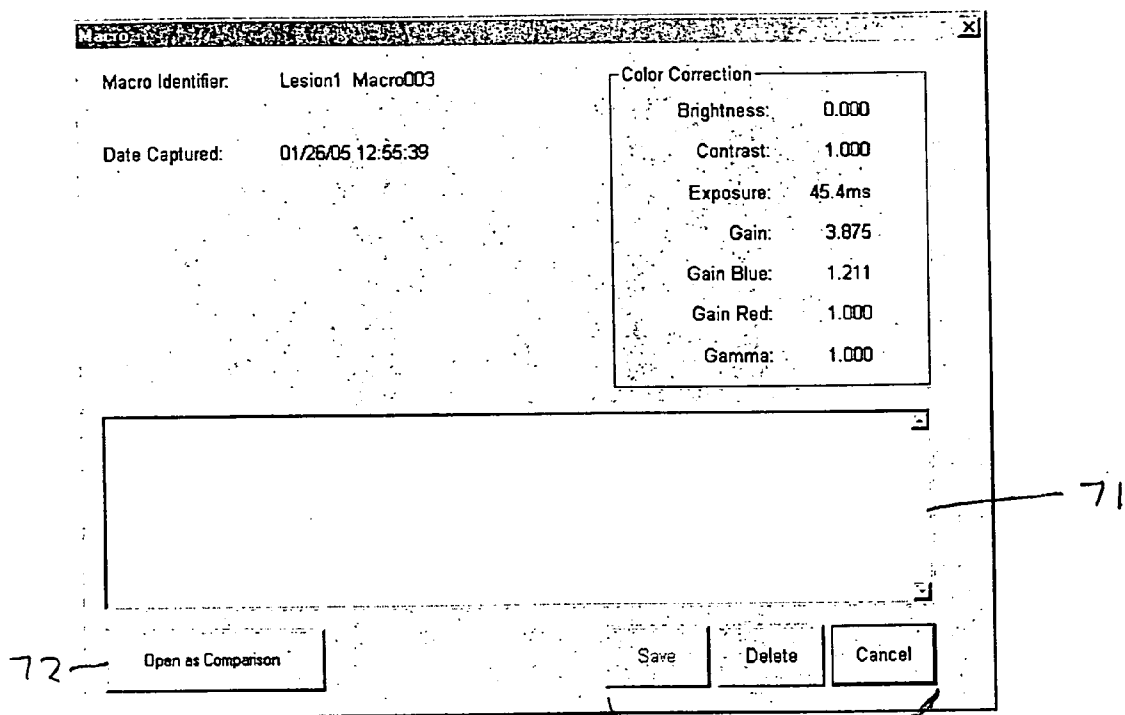 Macro
Macro Identifier: Lesion1 Macro003
Date Captured: 01/26/05 12:55:39
Color Correction
Brightness: 0.000
Contrast: 1.000
Exposure: 45.4ms
Gain: 3.875
Gain Blue: 1.211
Gain Red: 1.000
Gamma: 1.000
71
72
Open as Comparison
Save
Delete
Cancel